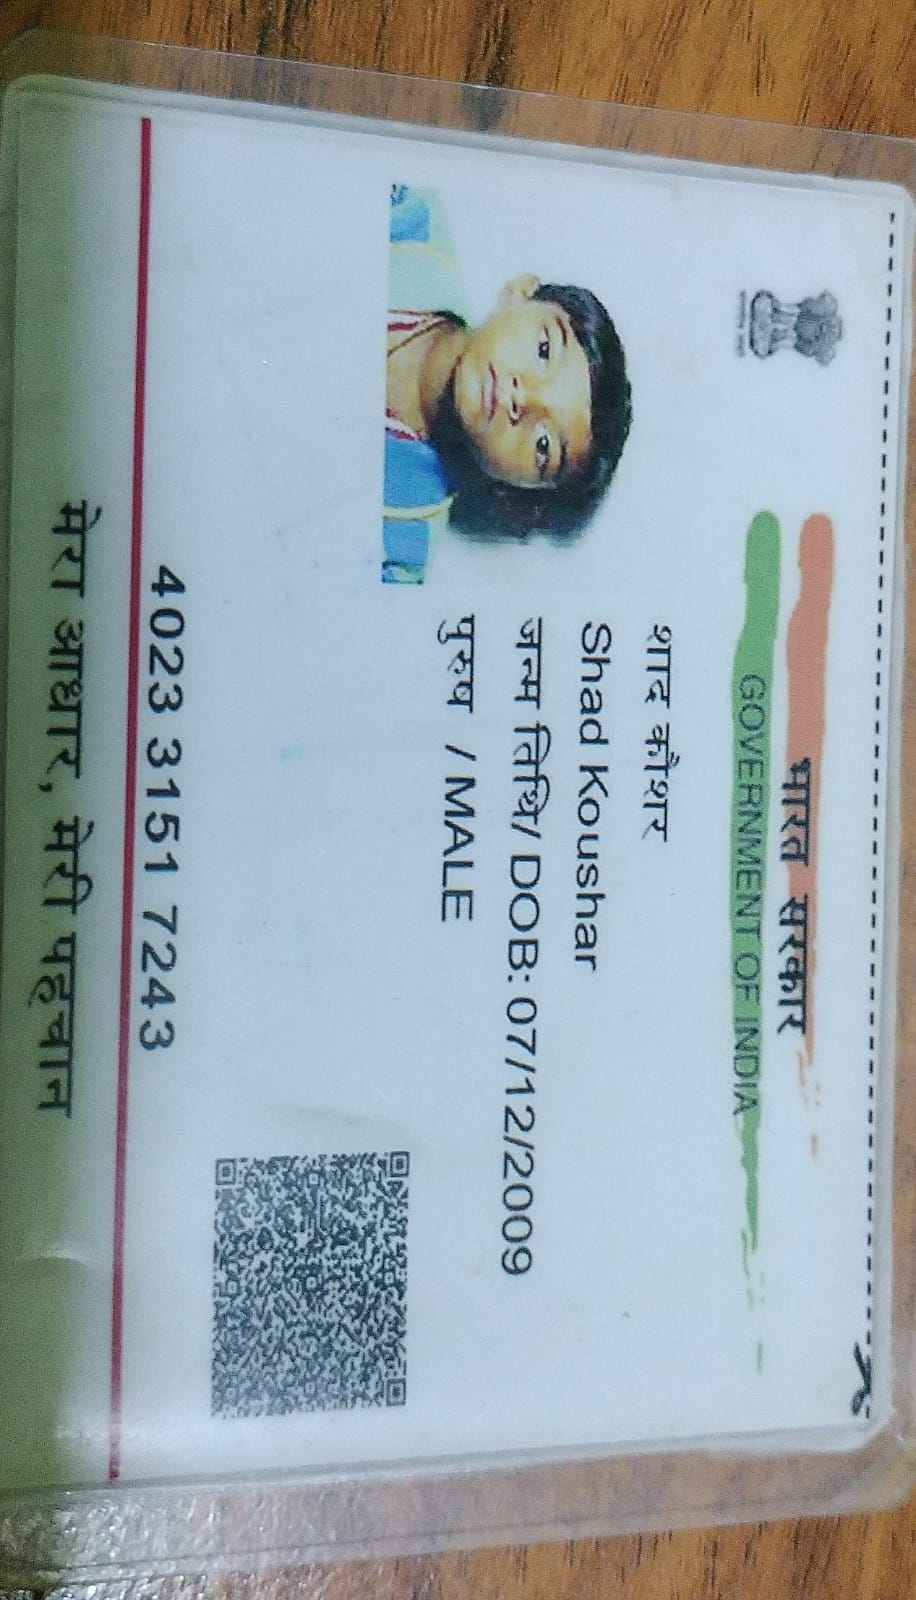 भारत सरकार
GOVERNMENT OF INDIA
शाद कौशर
Shad Koushar
जन्म तिथि/ DOB: 07/12/2009
पुरुष / MALE
4023 3151 7243
मेरा आधार, मेरी पहचान